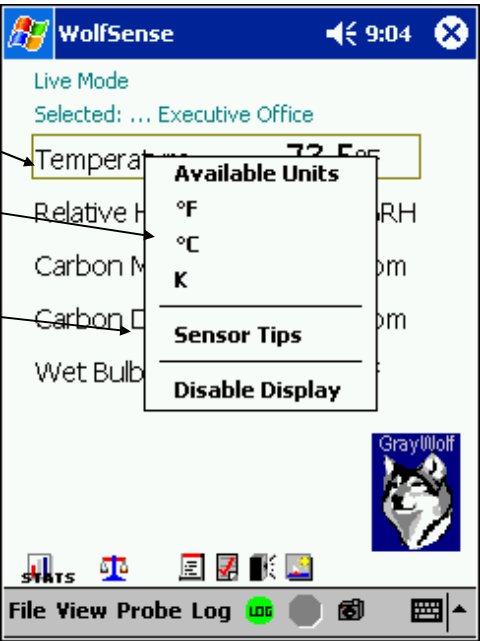 WolfSense 9:04
Live Mode
Selected: ... Executive Office
Temperat
Available Units
°F
Relative H RH
°C
Carbon M om
K
Carbon D om
Sensor Tips
Wet Bulb
Disable Display
GrayWolf
STATS
File View Probe Log LOG